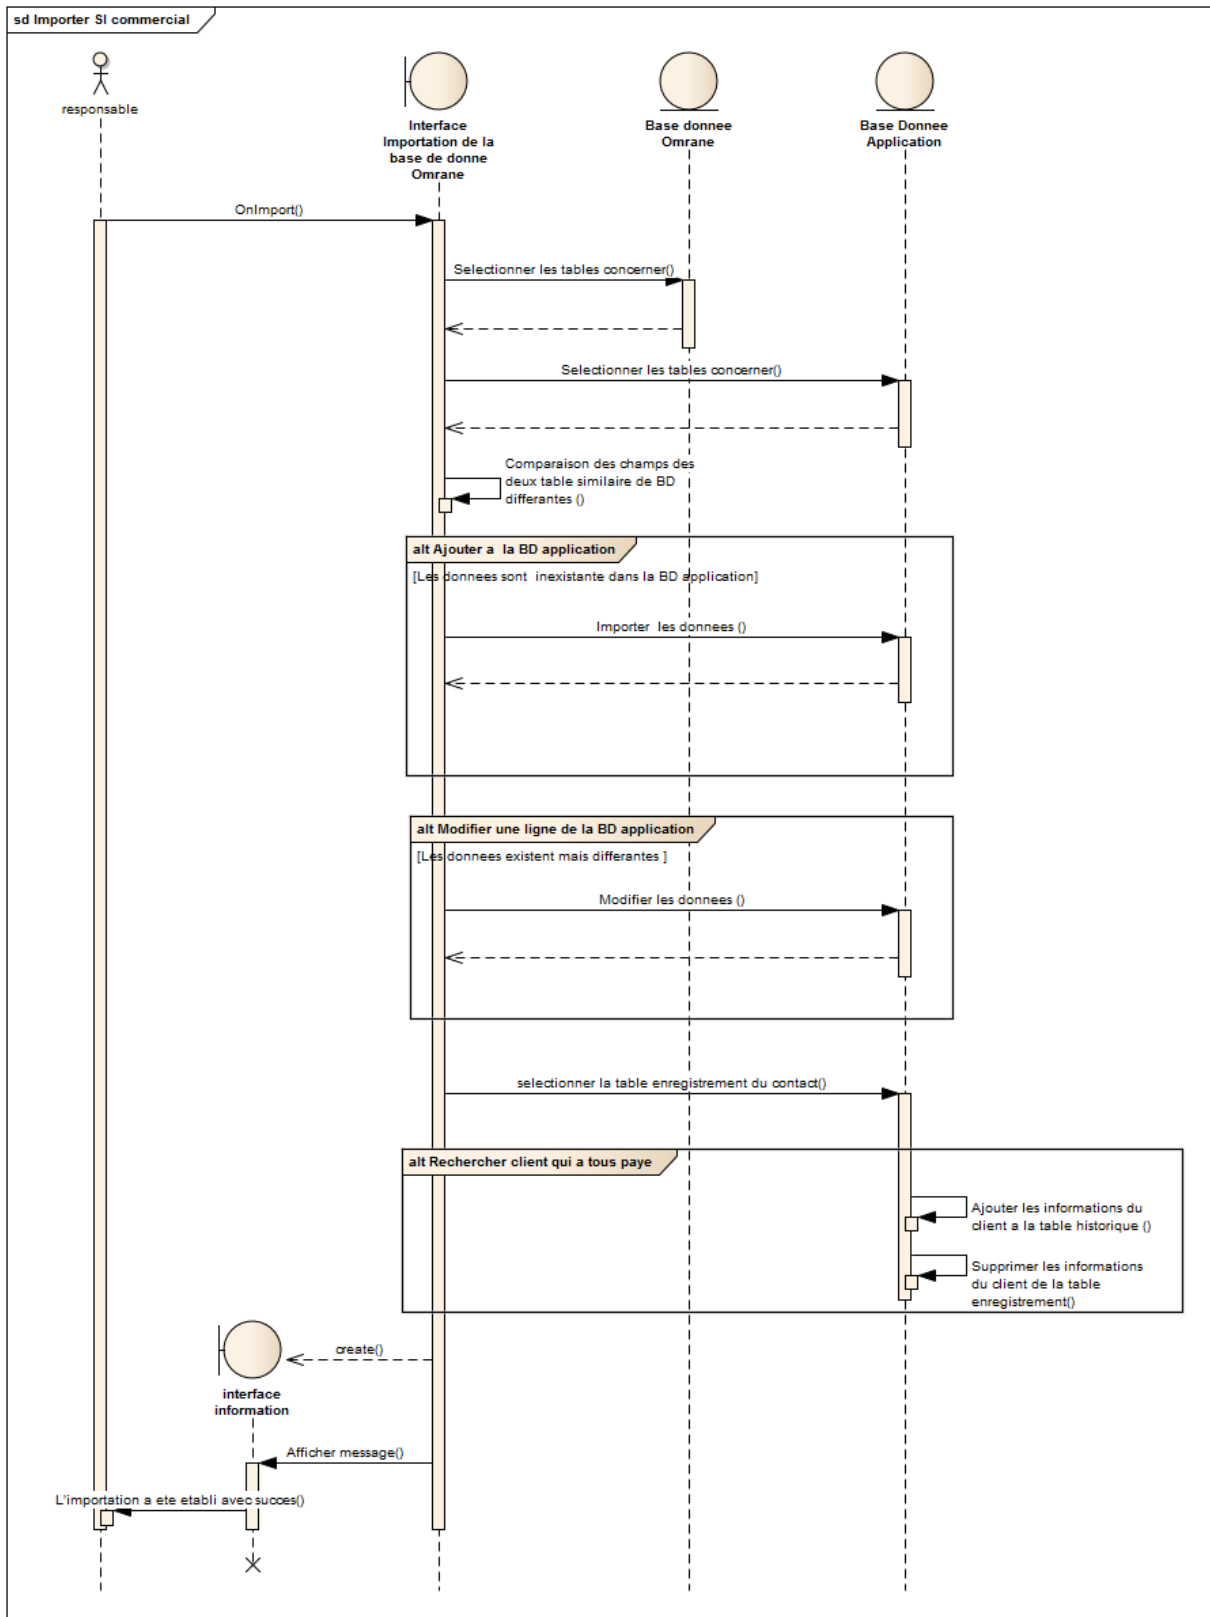 sd Importer SI commercial
responsable
Interface
Importation de la
base de donne
Omrane
Base donnee
Omrane
Base Donnee
Application
OnImport()
Selectionner les tables concerner()
Selectionner les tables concerner()
Comparaison des champs des
deux table similaire de BD
differantes ()
alt Ajouter a la BD application
[Les donnees sont inexistante dans la BD application]
Importer les donnees ()
alt Modifier une ligne de la BD application
[Les donnees existent mais differantes ]
Modifier les donnees ()
selectionner la table enregistrement du contact()
alt Rechercher client qui a tous paye
Ajouter les informations du
client a la table historique ()
Supprimer les informations
du client de la table
enregistrement()
create()
interface
information
Afficher message()
L'importation a ete etabli avec succes()